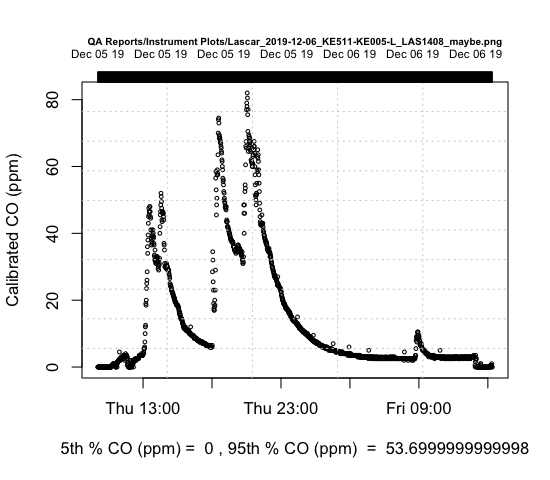 QA Reports/Instrument Plots/Lascar_2019-12-06_KE511-KE005-L_LAS1408_maybe.png
Dec 05 19 Dec 05 19 Dec 05 19 Dec 05 19 Dec 06 19 Dec 06 19 Dec 06 19
80
60
40
20
0
Calibrated CO (ppm)
Thu 13:00 Thu 23:00 Fri 09:00
5th % CO (ppm) = 0 , 95th % CO (ppm) = 53.6999999999998